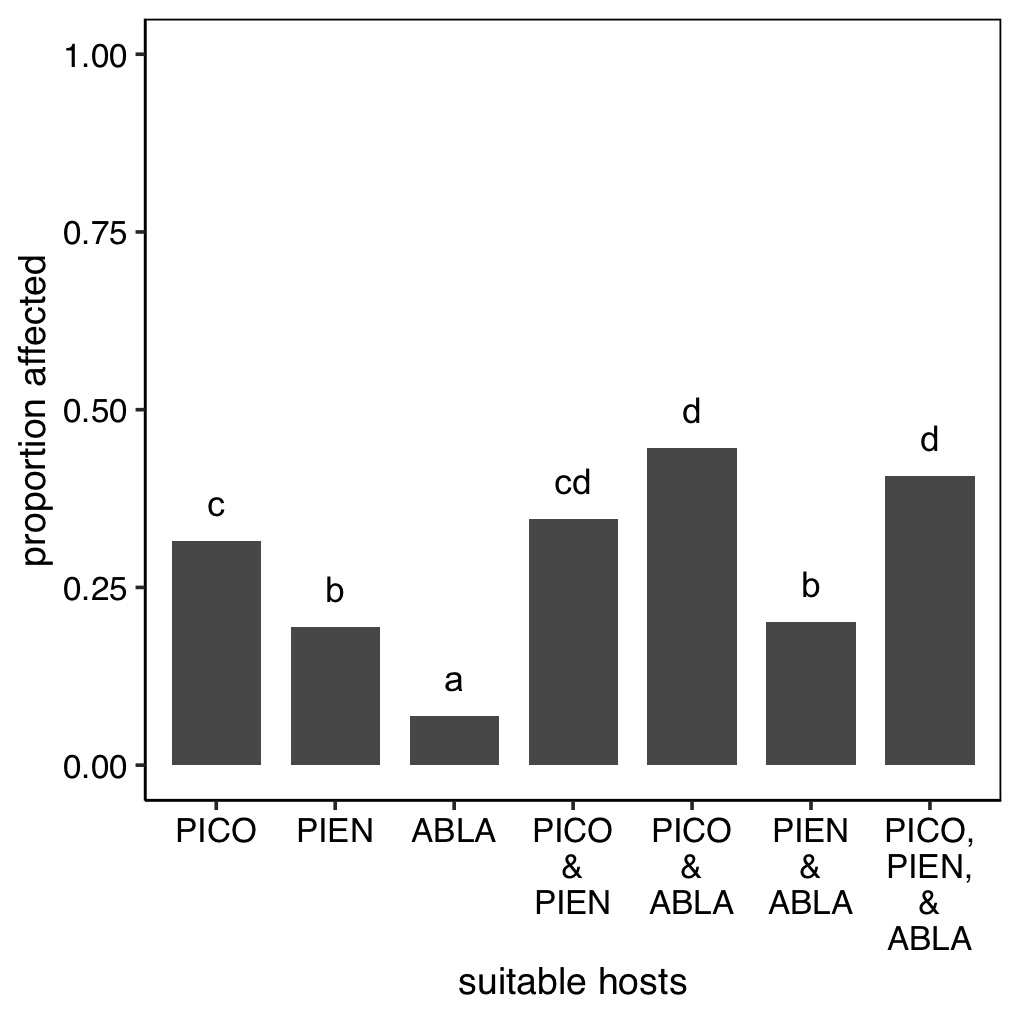 1.00
0.75
0.50
0.25
0.00
proportion affected
c
b
a
cd
d
b
d
PICO
PIEN
ABLA
PICO
&
PIEN
PICO
&
ABLA
PIEN
&
ABLA
PICO,
PIEN,
&
ABLA
suitable hosts